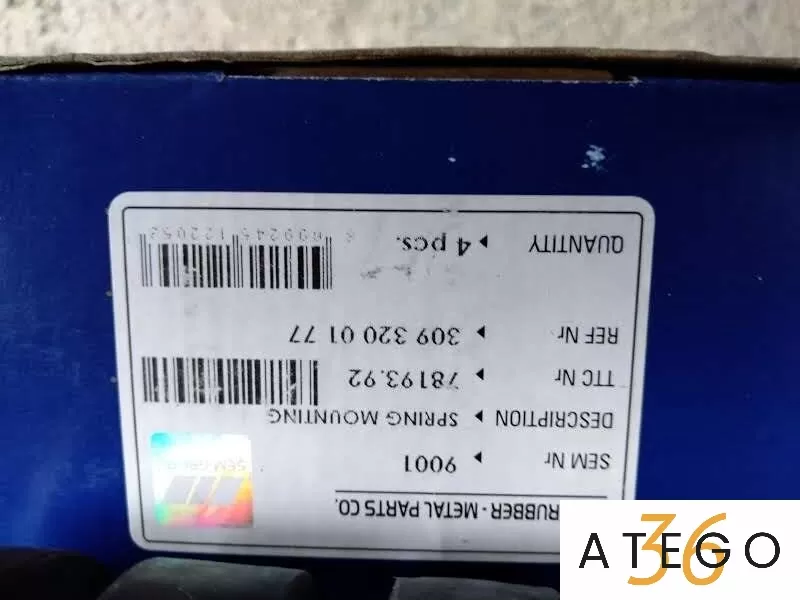 RUBBER - METAL PARTS CO.
SEM Nr ▸ 9001
DESCRIPTION ▸ SPRING MOUNTING
TTC Nr ▸ 78193.92
REF Nr ▸ 309 320 01 77
QUANTITY ▸ 4 pcs.
ATEGO
36